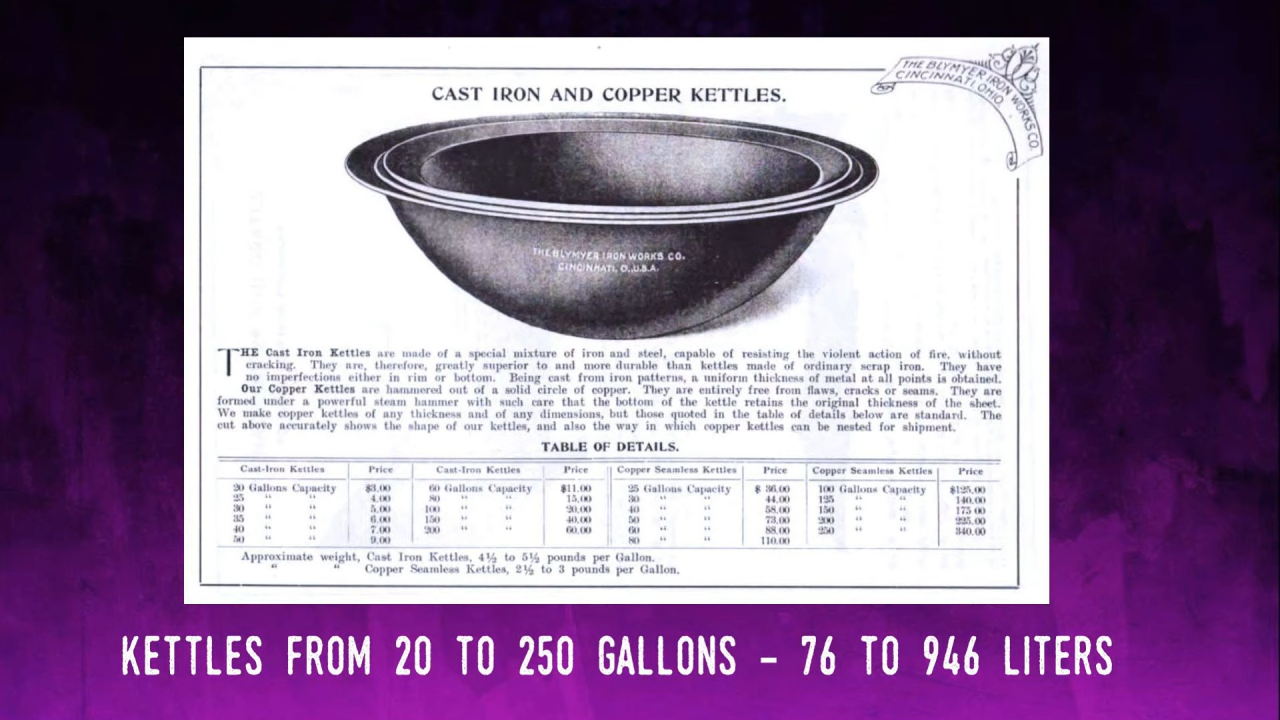 THE BLYMYER IRON WORKS CO.
CINCINNATI, OHIO.
CAST IRON AND COPPER KETTLES.
THE BLYMYER IRON WORKS CO.
CINCINNATI, O., U.S.A.
THE Cast Iron Kettles are made of a special mixture of iron and steel, capable of resisting the violent action of fire, without
cracking. They are, therefore, greatly superior to and more durable than kettles made of ordinary scrap iron. They have
no imperfections either in rim or bottom. Being cast from iron patterns, a uniform thickness of metal at all points is obtained.
Our Copper Kettles are hammered out of a solid circle of copper. They are entirely free from flaws, cracks or seams. They are
formed under a powerful steam hammer with such care that the bottom of the kettle retains the original thickness of the sheet.
We make copper kettles of any thickness and of any dimensions, but those quoted in the table of details below are standard. The
cut above accurately shows the shape of our kettles, and also the way in which copper kettles can be nested for shipment.
TABLE OF DETAILS.
Cast-Iron Kettles Price Cast-Iron Kettles Price Copper Seamless Kettles Price Copper Seamless Kettles Price
20 Gallons Capacity $3.00 60 Gallons Capacity $11.00 25 Gallons Capacity $ 36.00 100 Gallons Capacity $125.00
25 " " 4.00 80 " " 15.00 30 " " 44.00 125 " " 140.00
30 " " 5.00 100 " " 20.00 40 " " 58.00 150 " " 175 00
35 " " 6.00 150 " " 40.00 50 " " 73.00 200 " " 225.00
40 " " 7.00 200 " " 60.00 60 " " 88.00 250 " " 340.00
50 " " 9.00 80 " " 110.00
Approximate weight, Cast Iron Kettles, 4½ to 5½ pounds per Gallon.
" " Copper Seamless Kettles, 2½ to 3 pounds per Gallon.
KETTLES FROM 20 TO 250 GALLONS - 76 TO 946 LITERS